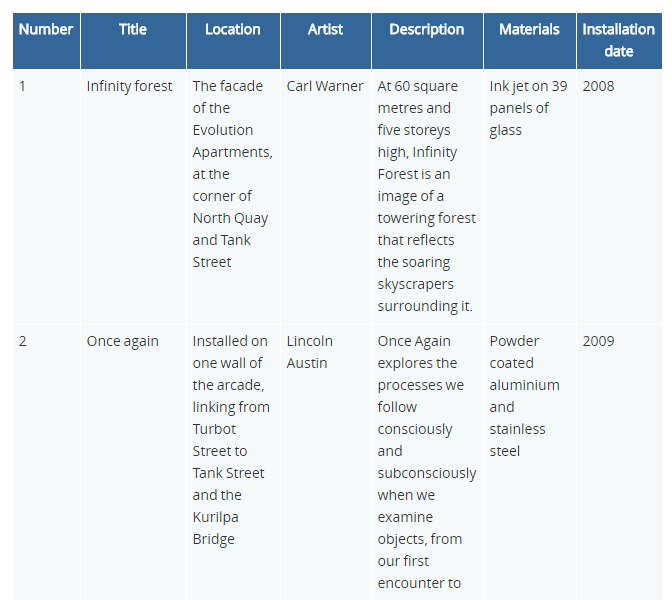 Number Title Location Artist Description Materials Installation
date
1 Infinity forest The facade Carl Warner At 60 square Ink jet on 39 2008
of the metres and panels of
Evolution five storeys glass
Apartments, high, Infinity
at the Forest is an
corner of image of a
North Quay towering forest
and Tank that reflects
Street the soaring
skyscrapers
surrounding it.
2 Once again Installed on Lincoln Once Again Powder 2009
one wall of Austin explores the coated
the arcade, processes we aluminium
linking from follow and
Turbot consciously stainless
Street to and steel
Tank Street subconsciously
and the when we
Kurilpa examine
Bridge objects, from
our first
encounter to